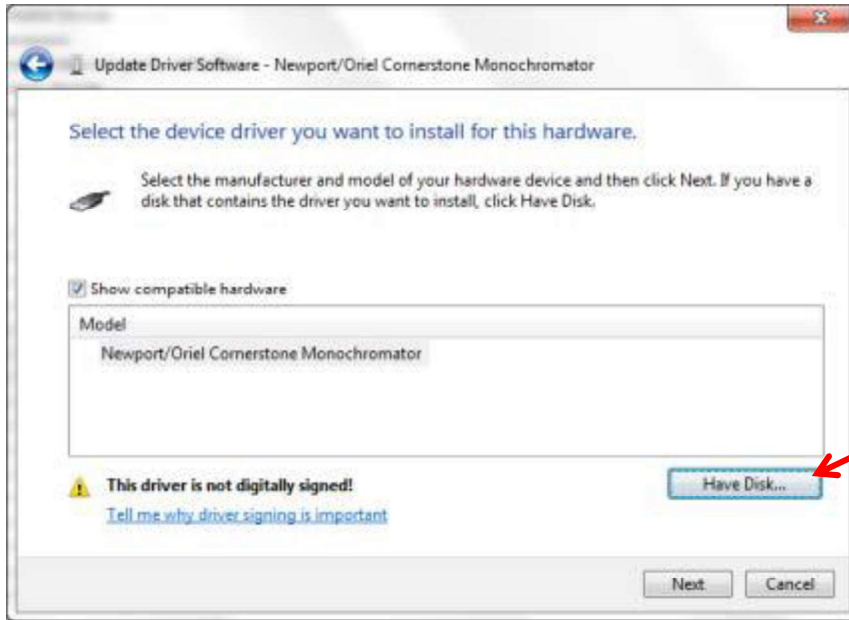 Update Driver Software - Newport/Oriel Cornerstone Monochromator
Select the device driver you want to install for this hardware.
Select the manufacturer and model of your hardware device and then click Next. If you have a
disk that contains the driver you want to install, click Have Disk.
Show compatible hardware
Model
Newport/Oriel Cornerstone Monochromator
This driver is not digitally signed!
Have Disk...
Tell me why driver signing is important
Next
Cancel